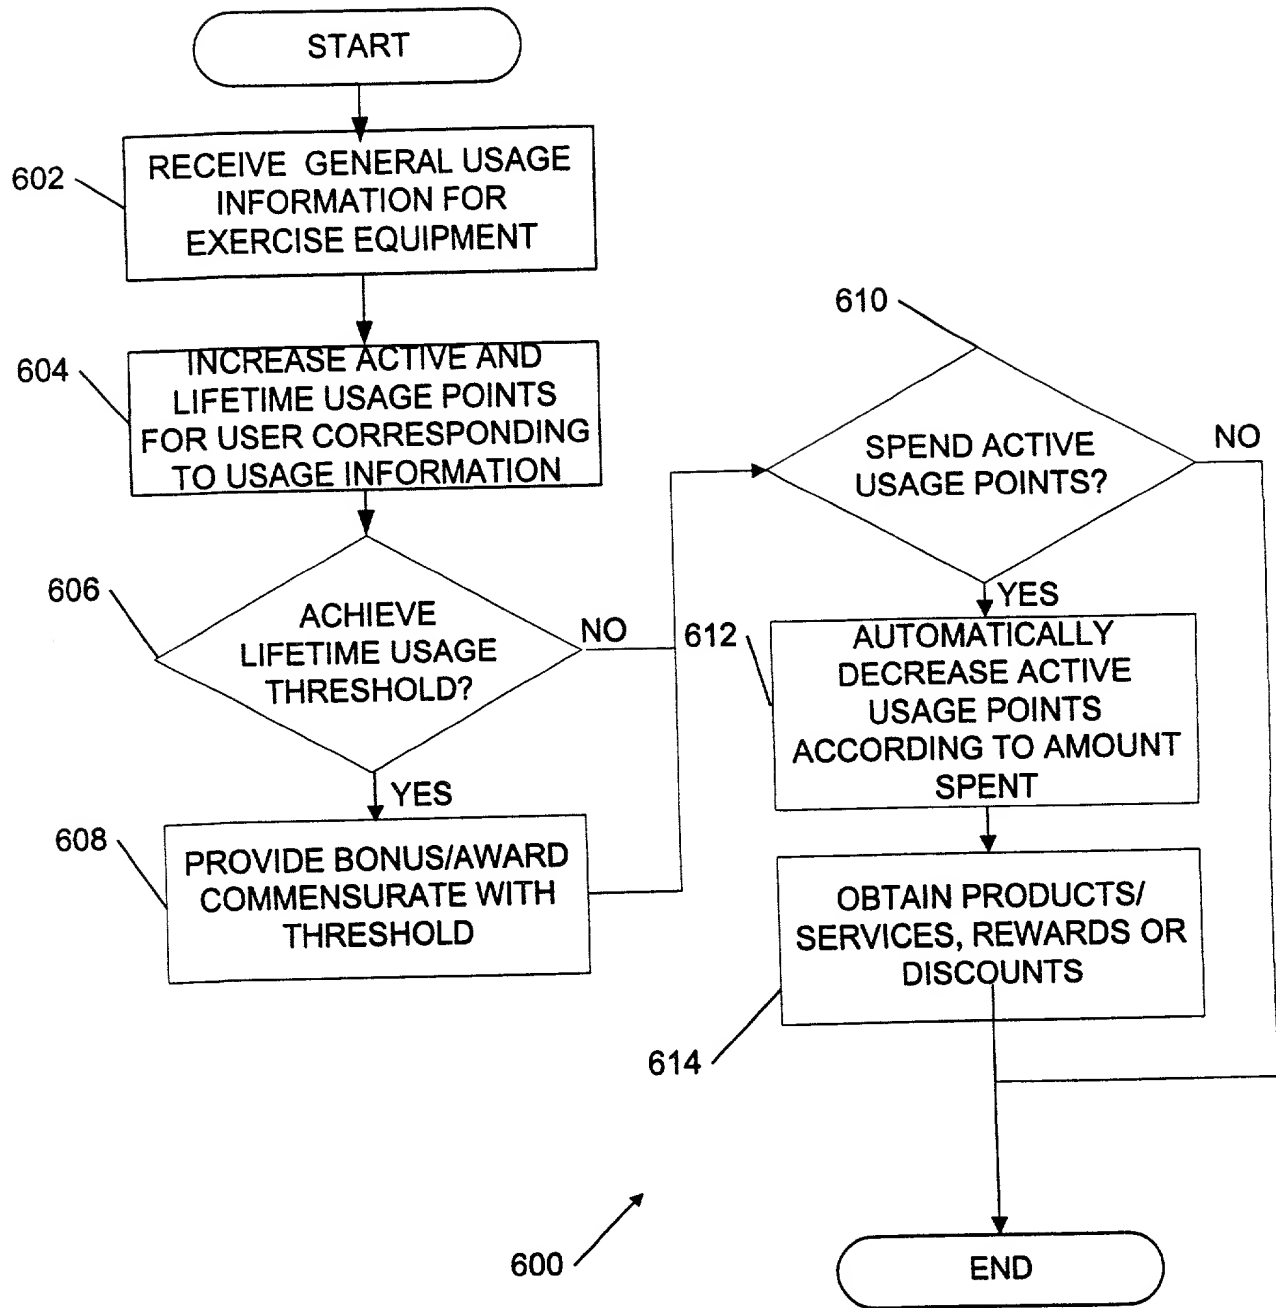 START
602
RECEIVE GENERAL USAGE
INFORMATION FOR
EXERCISE EQUIPMENT
604
INCREASE ACTIVE AND
LIFETIME USAGE POINTS
FOR USER CORRESPONDING
TO USAGE INFORMATION
606
ACHIEVE
LIFETIME USAGE
THRESHOLD?
NO
YES
608
PROVIDE BONUS/AWARD
COMMENSURATE WITH
THRESHOLD
610
SPEND ACTIVE
USAGE POINTS?
NO
YES
612
AUTOMATICALLY
DECREASE ACTIVE
USAGE POINTS
ACCORDING TO AMOUNT
SPENT
OBTAIN PRODUCTS/
SERVICES, REWARDS OR
DISCOUNTS
614
600
END